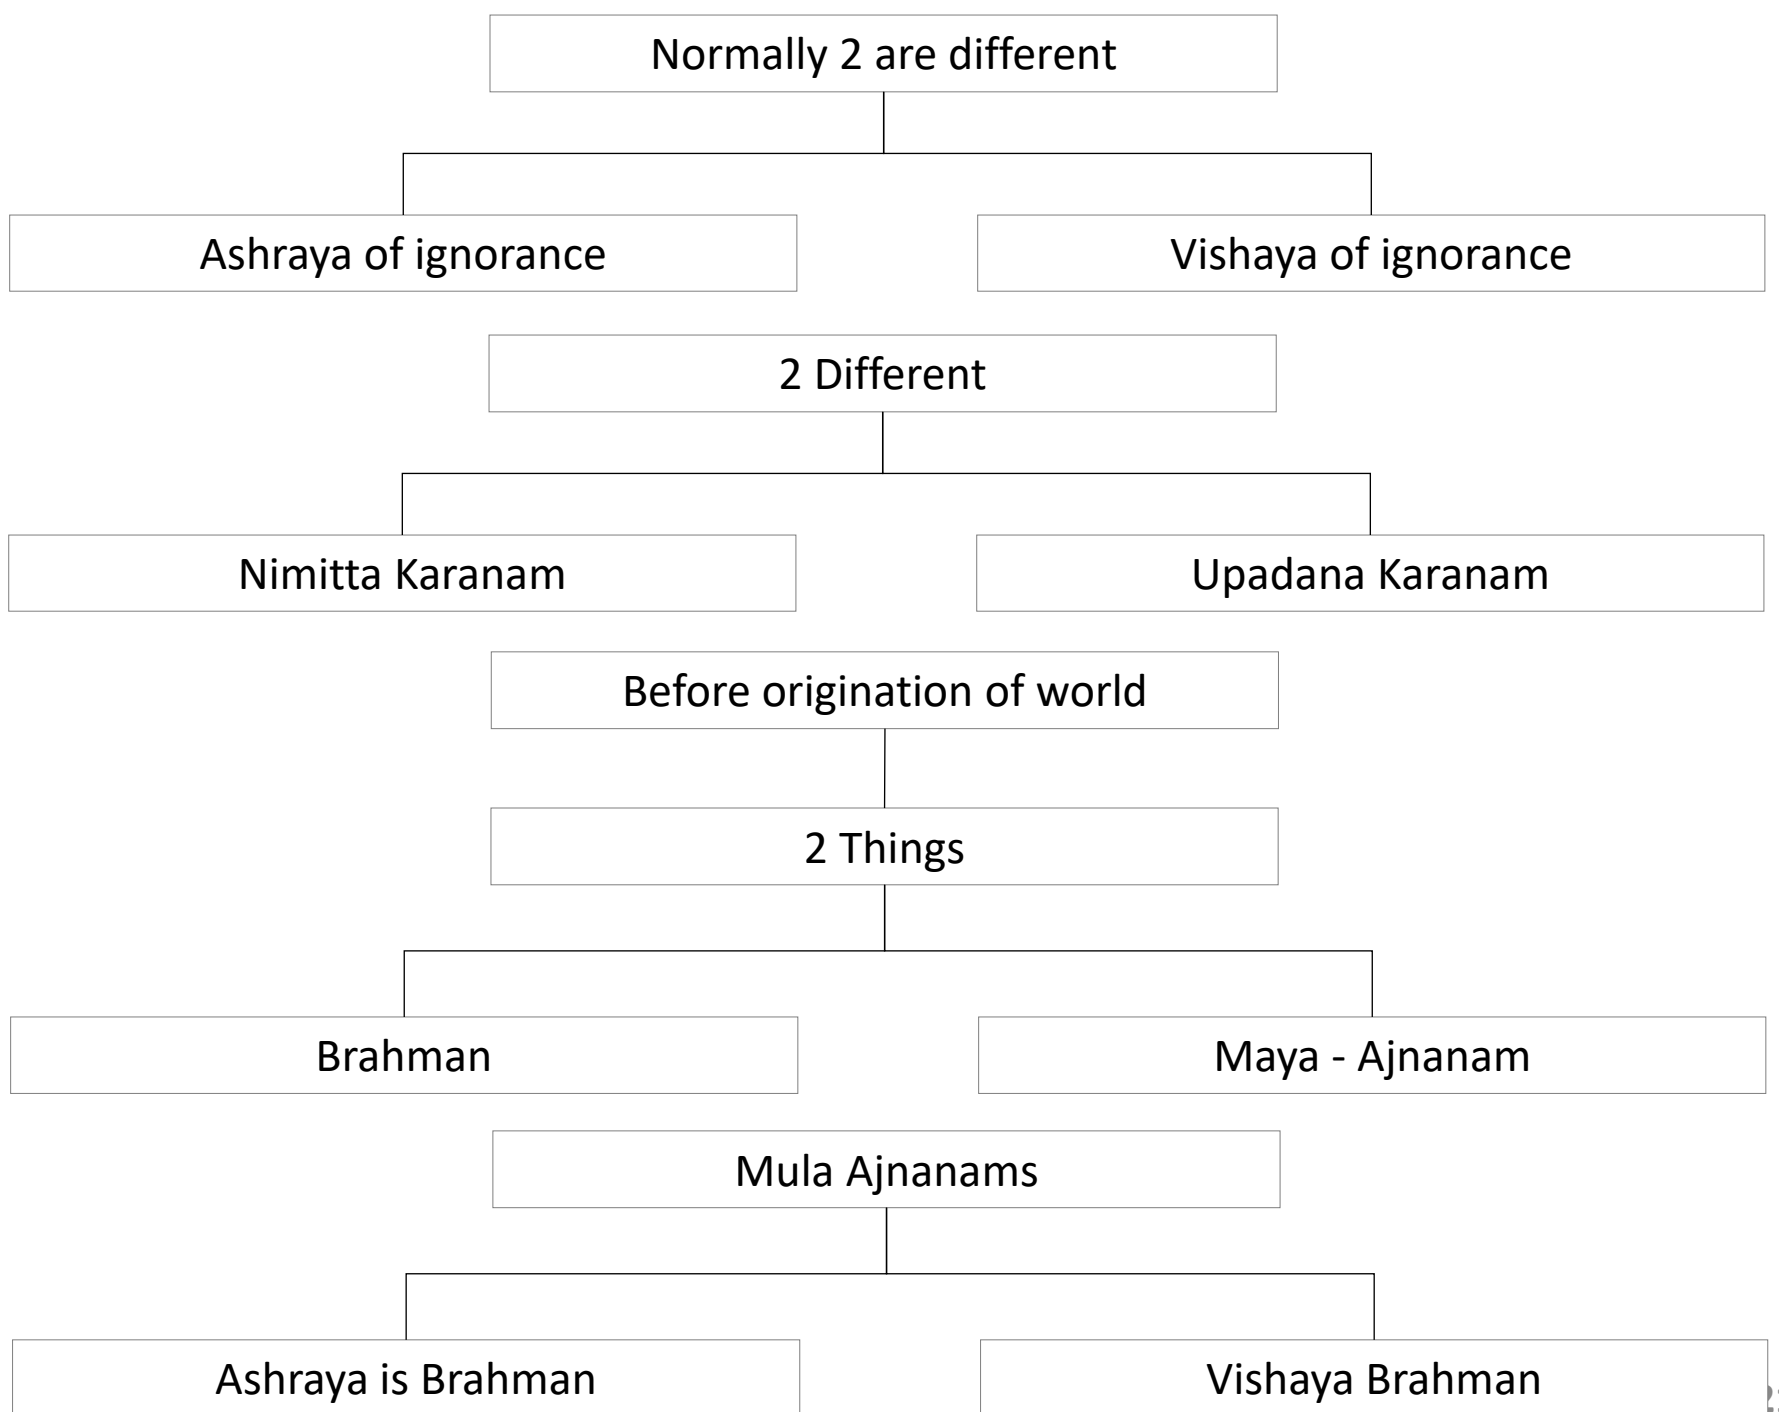 Normally 2 are different
Ashraya of ignorance
Vishaya of ignorance
2 Different
Nimitta Karanam
Upadana Karanam
Before origination of world
2 Things
Brahman
Maya - Ajnanam
Mula Ajnanams
Ashraya is Brahman
Vishaya Brahman